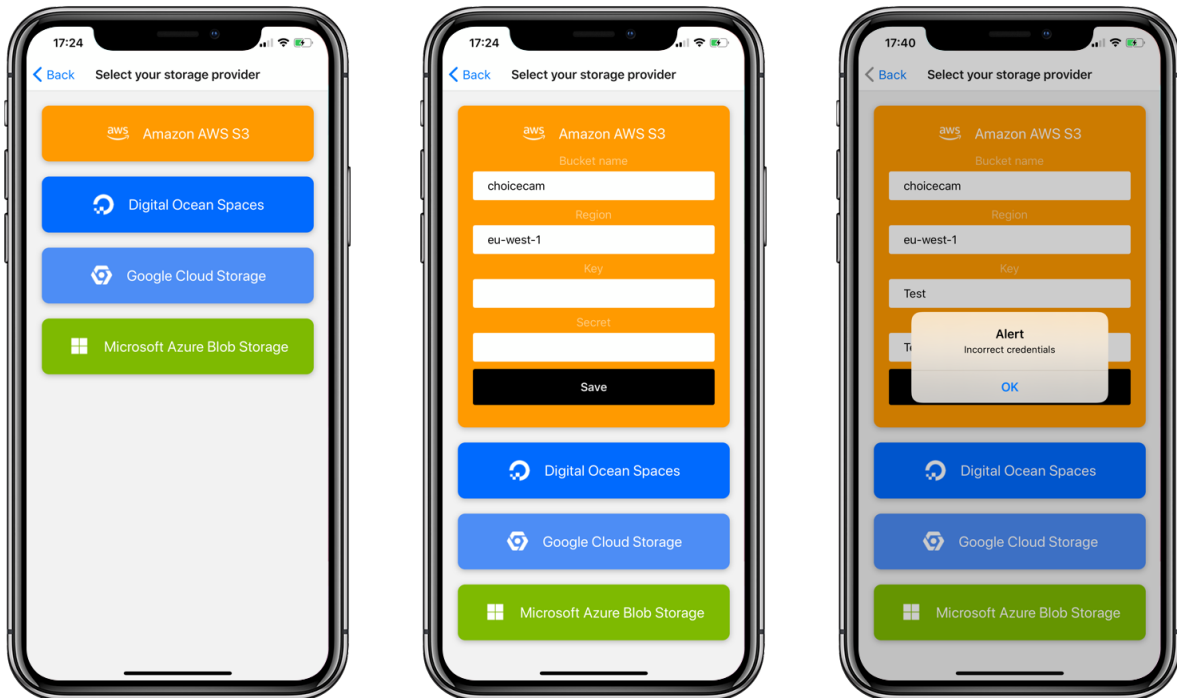 17:24
Back Select your storage provider
aws Amazon AWS S3
Digital Ocean Spaces
Google Cloud Storage
Microsoft Azure Blob Storage
17:24
Back Select your storage provider
aws Amazon AWS S3
Bucket name
choicecam
Region
eu-west-1
Key
Secret
Save
Digital Ocean Spaces
Google Cloud Storage
Microsoft Azure Blob Storage
17:40
Back Select your storage provider
aws Amazon AWS S3
Bucket name
choicecam
Region
eu-west-1
Key
Test
Alert
Incorrect credentials
OK
Digital Ocean Spaces
Google Cloud Storage
Microsoft Azure Blob Storage